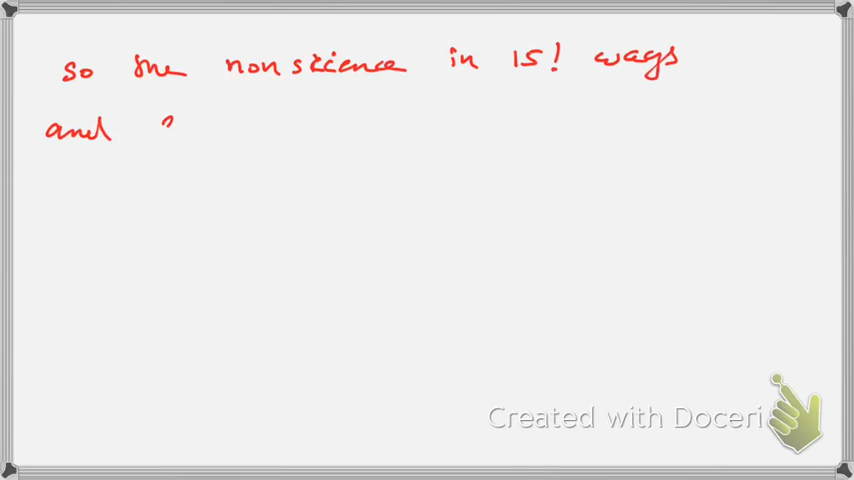 so the nonscience in 15! ways
and
Created with Doceri